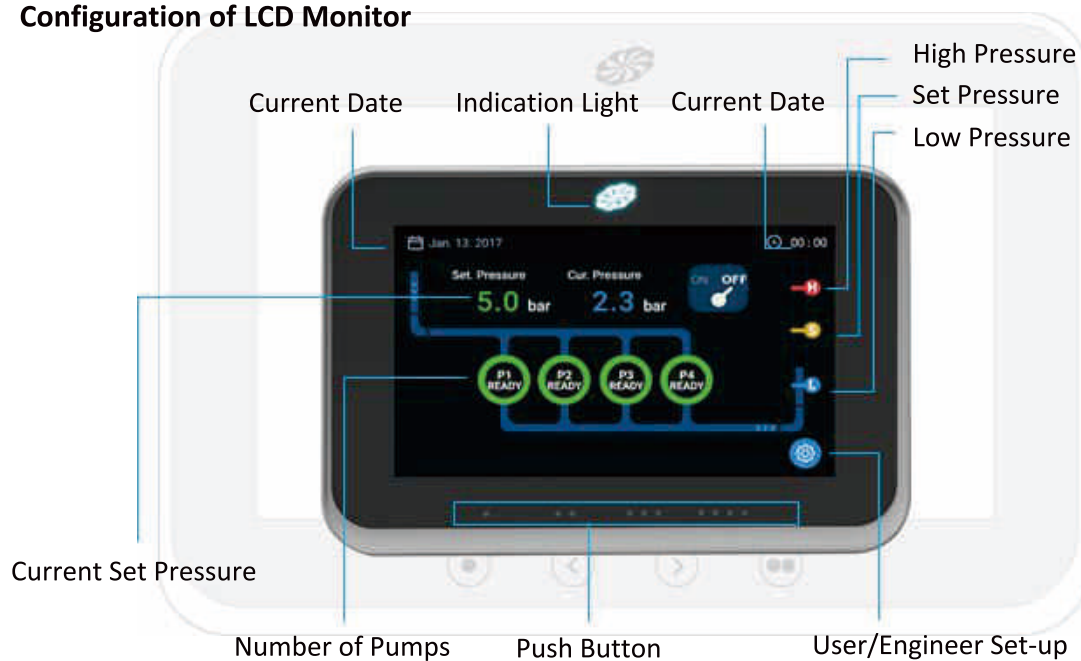 Configuration of LCD Monitor
High Pressure
Current Date
Indication Light
Current Date
Set Pressure
Low Pressure
Jan. 13. 2017
00:00
Set. Pressure
Cur. Pressure
ON OFF
5.0 bar
2.3 bar
H
S
P1 READY
P2 READY
P3 READY
P4 READY
L
Current Set Pressure
Number of Pumps
Push Button
User/Engineer Set-up